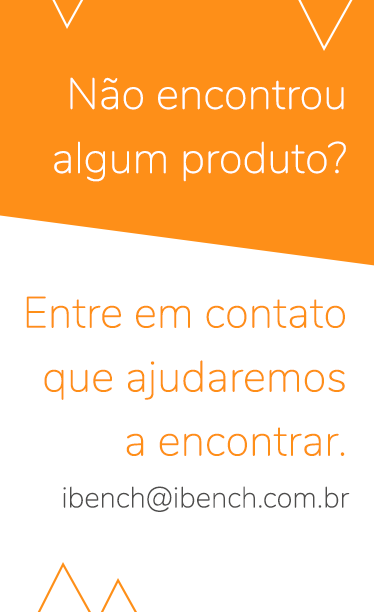 Não encontrou
algum produto?
Entre em contato
que ajudaremos
a encontrar.
ibench@ibench.com.br